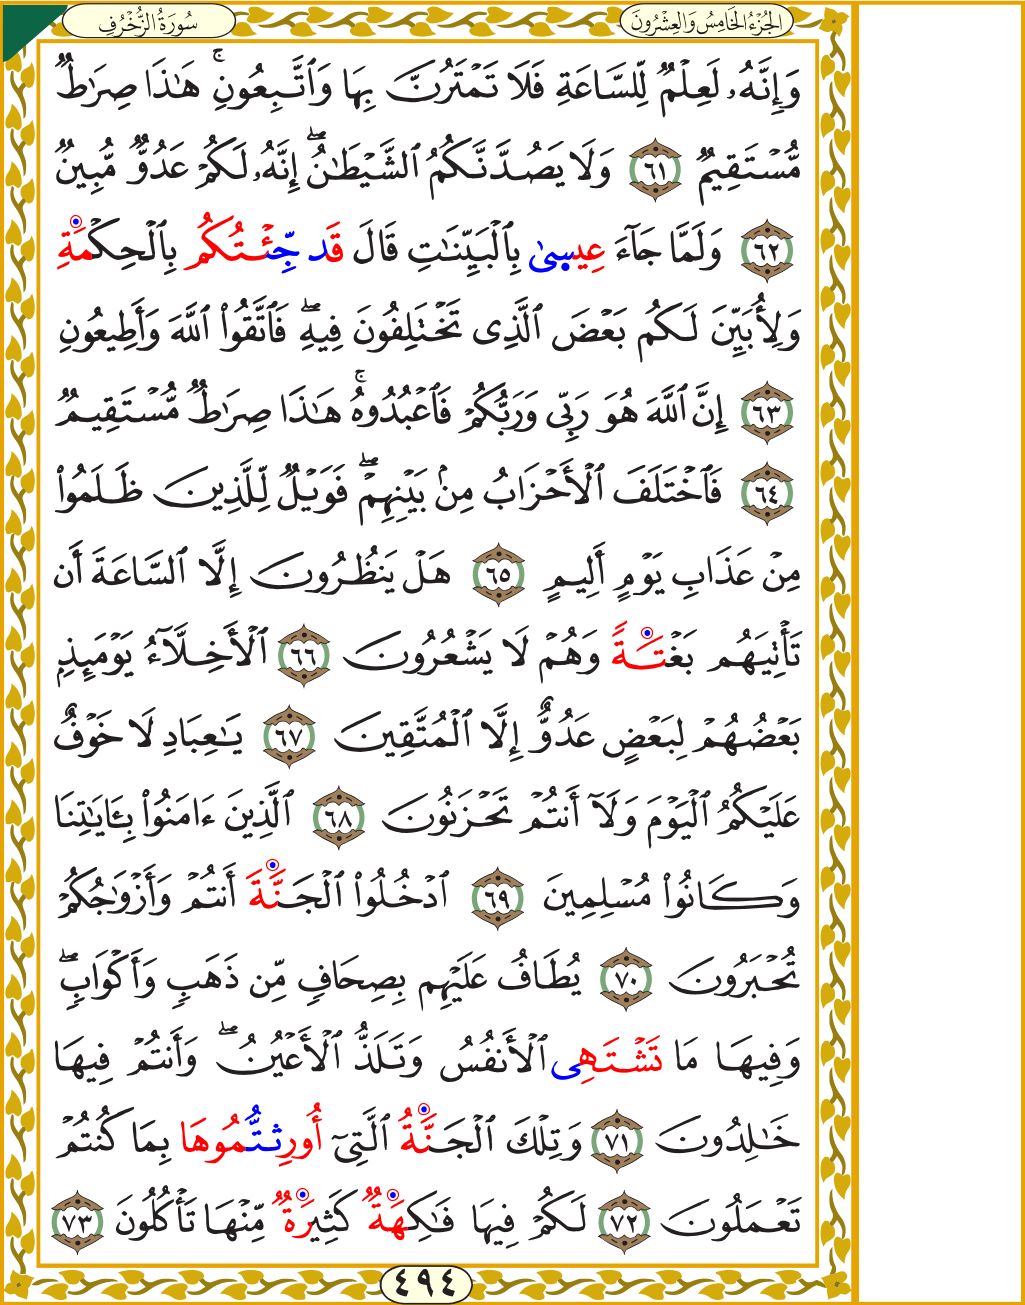 الجُزْءُ الخَامِسُ وَالعِشْرُونَ
سُورَةُ الزُّخْرُفِ
وَإِنَّهُۥ لَعِلْمٌ لِّلسَّاعَةِ فَلَا تَمْتَرُنَّ بِهَا وَٱتَّبِعُونِۚ هَٰذَا صِرَٰطٌ
مُّسْتَقِيمٌ ٦١ وَلَا يَصُدَّنَّكُمُ ٱلشَّيْطَٰنُۖ إِنَّهُۥ لَكُمْ عَدُوٌّ مُّبِينٌ
٦٢ وَلَمَّا جَآءَ عِيسىٰ بِٱلْبَيِّنَٰتِ قَالَ قَد جِّئْتُكُم بِٱلْحِكْمَةِ
وَلِأُبَيِّنَ لَكُم بَعْضَ ٱلَّذِى تَخْتَلِفُونَ فِيهِۖ فَٱتَّقُوا۟ ٱللَّهَ وَأَطِيعُونِ
٦٣ إِنَّ ٱللَّهَ هُوَ رَبِّى وَرَبُّكُمْ فَٱعْبُدُوهُۚ هَٰذَا صِرَٰطٌ مُّسْتَقِيمٌ
٦٤ فَٱخْتَلَفَ ٱلْأَحْزَابُ مِنۢ بَيْنِهِمْۖ فَوَيْلٌ لِّلَّذِينَ ظَلَمُوا۟
مِنْ عَذَابِ يَوْمٍ أَلِيمٍ ٦٥ هَلْ يَنظُرُونَ إِلَّا ٱلسَّاعَةَ أَن
تَأْتِيَهُم بَغْتَةً وَهُمْ لَا يَشْعُرُونَ ٦٦ ٱلْأَخِلَّآءُ يَوْمَئِذٍۭ
بَعْضُهُمْ لِبَعْضٍ عَدُوٌّ إِلَّا ٱلْمُتَّقِينَ ٦٧ يَٰعِبَادِ لَا خَوْفٌ
عَلَيْكُمُ ٱلْيَوْمَ وَلَآ أَنتُمْ تَحْزَنُونَ ٦٨ ٱلَّذِينَ ءَامَنُوا۟ بِـَٔايَٰتِنَا
وَكَانُوا۟ مُسْلِمِينَ ٦٩ ٱدْخُلُوا۟ ٱلْجَنَّةَ أَنتُمْ وَأَزْوَٰجُكُمْ
تُحْبَرُونَ ٧٠ يُطَافُ عَلَيْهِم بِصِحَافٍ مِّن ذَهَبٍ وَأَكْوَابٍۖ
وَفِيهَا مَا تَشْتَهِى ٱلْأَنفُسُ وَتَلَذُّ ٱلْأَعْيُنُۖ وَأَنتُمْ فِيهَا
خَٰلِدُونَ ٧١ وَتِلْكَ ٱلْجَنَّةُ ٱلَّتِىٓ أُورِثتُّمُوهَا بِمَا كُنتُمْ
تَعْمَلُونَ ٧٢ لَكُمْ فِيهَا فَٰكِهَةٌ كَثِيرَةٌ مِّنْهَا تَأْكُلُونَ ٧٣
٤٩٤